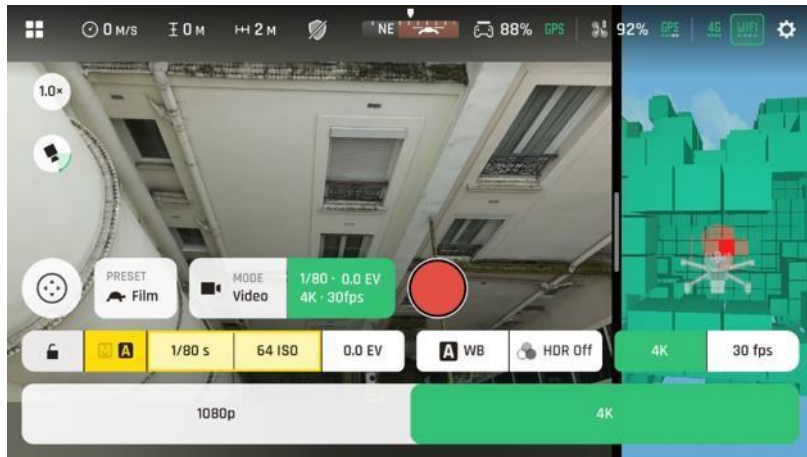 0 M/S 0 M 2 M NE 88% GPS 92% GPS 4G WIFI
1.0×
PRESET
Film
MODE
Video
1/80 · 0.0 EV
4K · 30fps
M A 1/80 s 64 ISO 0.0 EV A WB HDR Off 4K 30 fps
1080p 4K